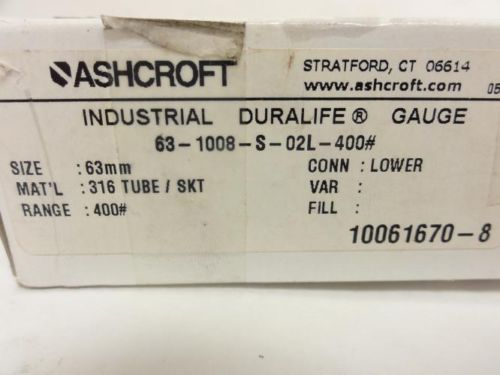 ASHCROFT
STRATFORD, CT 06614
www.ashcroft.com
05
INDUSTRIAL DURALIFE® GAUGE
63-1008-S-02L-400#
SIZE : 63mm
CONN : LOWER
MAT'L : 316 TUBE / SKT
VAR :
RANGE : 400#
FILL :
10061670-8